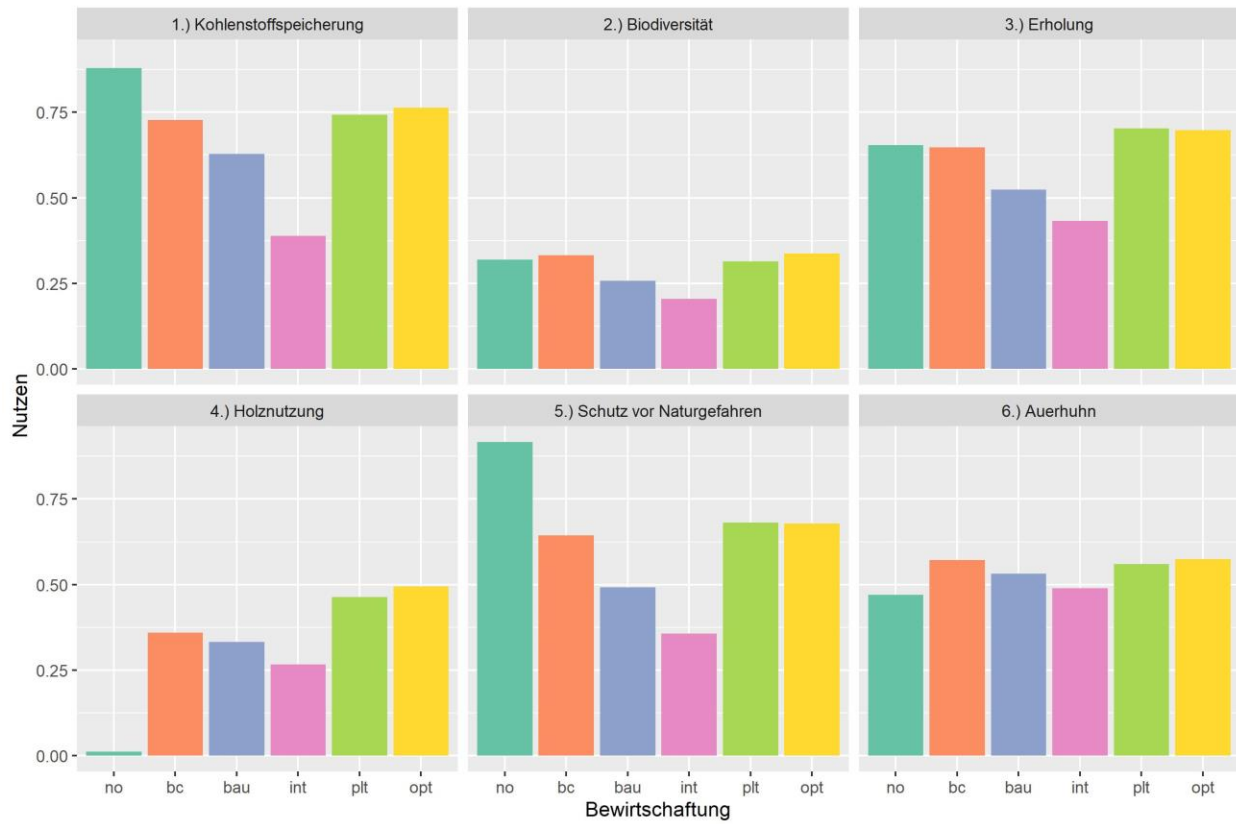 1.) Kohlenstoffspeicherung
2.) Biodiversität
3.) Erholung
0.75
0.50
0.25
0.00
Nutzen
4.) Holznutzung
5.) Schutz vor Naturgefahren
6.) Auerhuhn
0.75
0.50
0.25
0.00
no bc bau int plt opt
no bc bau int plt opt
no bc bau int plt opt
Bewirtschaftung